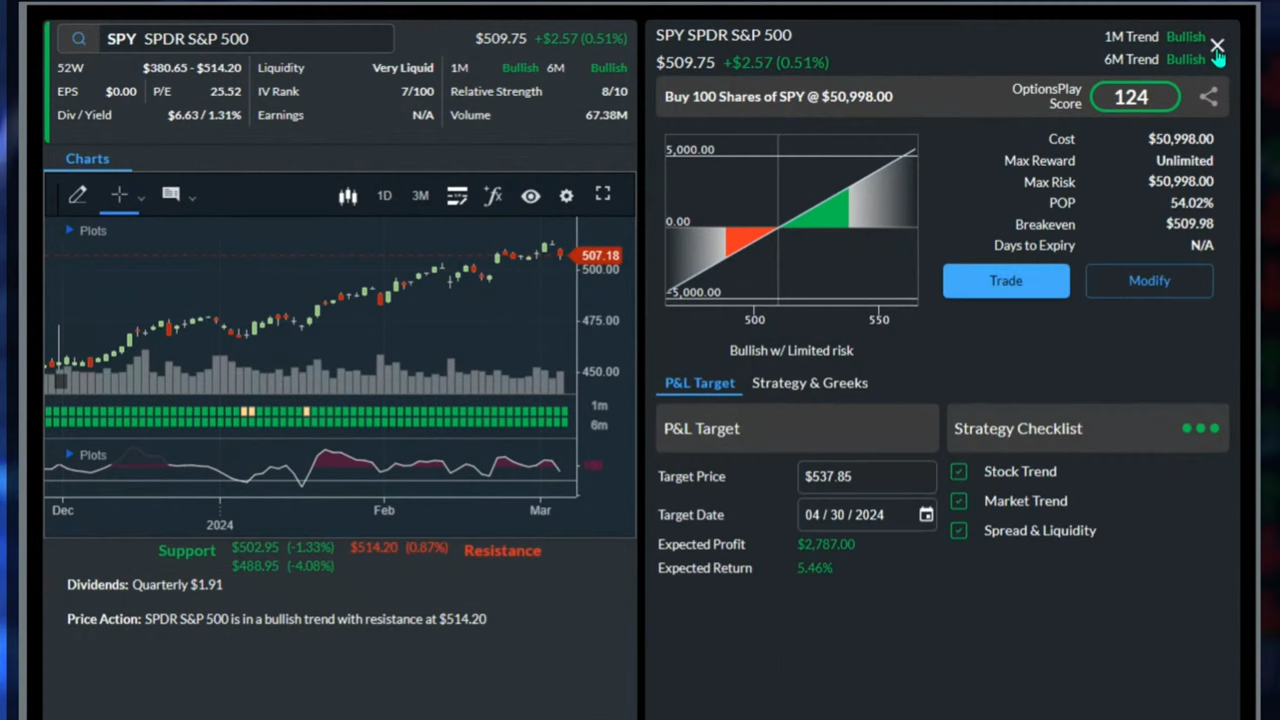 SPY SPDR S&P 500
$509.75 +$2.57 (0.51%)
52W $380.65 - $514.20 Liquidity Very Liquid 1M Bullish 6M Bullish
EPS $0.00 P/E 25.52 IV Rank 7/100 Relative Strength 8/10
Div / Yield $6.63 / 1.31% Earnings N/A Volume 67.38M
Charts
1D 3M
Plots
507.18
500.00
475.00
450.00
1m
6m
Plots
Dec 2024 Feb Mar
Support $502.95 (-1.33%) $514.20 (0.87%) Resistance
$488.95 (-4.08%)
Dividends: Quarterly $1.91
Price Action: SPDR S&P 500 is in a bullish trend with resistance at $514.20
SPY SPDR S&P 500
$509.75 +$2.57 (0.51%)
1M Trend Bullish
6M Trend Bullish
Buy 100 Shares of SPY @ $50,998.00
OptionsPlay
Score
124
5,000.00
0.00
-5,000.00
500 550
Bullish w/ Limited risk
Cost $50,998.00
Max Reward Unlimited
Max Risk $50,998.00
POP 54.02%
Breakeven $509.98
Days to Expiry N/A
Trade Modify
P&L Target Strategy & Greeks
P&L Target
Target Price $537.85
Target Date 04 / 30 / 2024
Expected Profit $2,787.00
Expected Return 5.46%
Strategy Checklist
Stock Trend
Market Trend
Spread & Liquidity